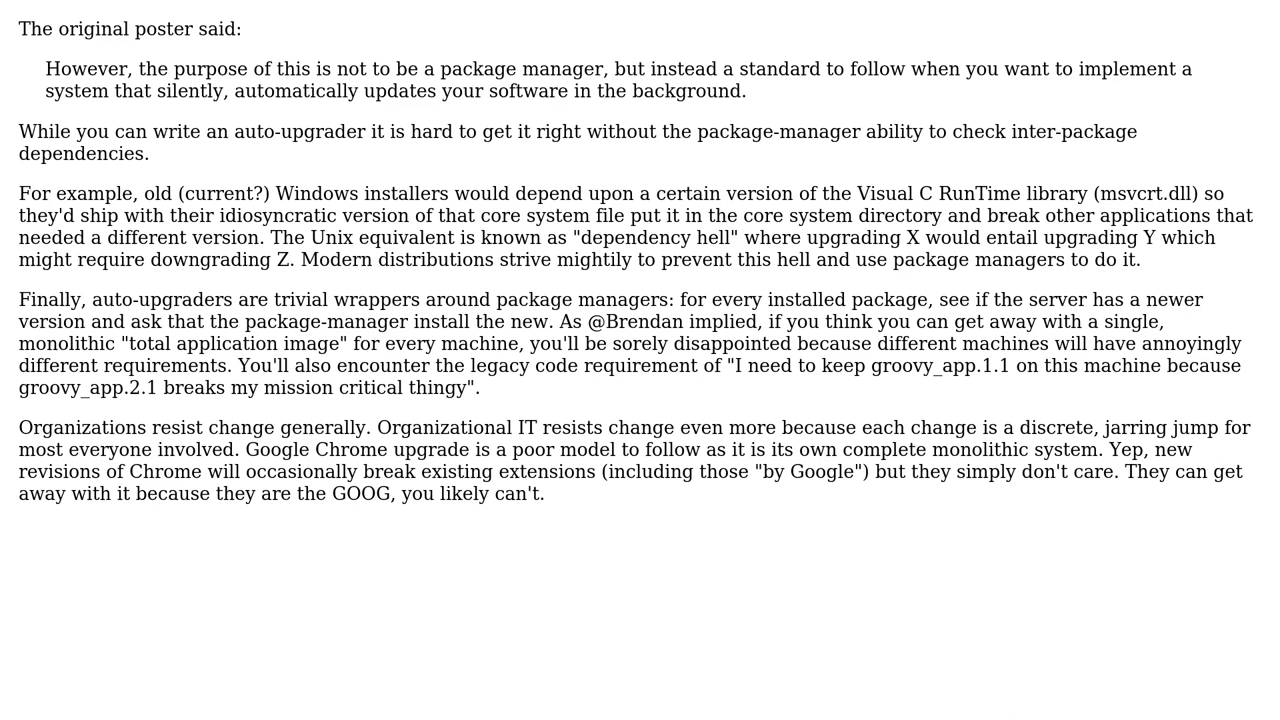 The original poster said:
However, the purpose of this is not to be a package manager, but instead a standard to follow when you want to implement a
system that silently, automatically updates your software in the background.
While you can write an auto-upgrader it is hard to get it right without the package-manager ability to check inter-package
dependencies.
For example, old (current?) Windows installers would depend upon a certain version of the Visual C RunTime library (msvcrt.dll) so
they'd ship with their idiosyncratic version of that core system file put it in the core system directory and break other applications that
needed a different version. The Unix equivalent is known as "dependency hell" where upgrading X would entail upgrading Y which
might require downgrading Z. Modern distributions strive mightily to prevent this hell and use package managers to do it.
Finally, auto-upgraders are trivial wrappers around package managers: for every installed package, see if the server has a newer
version and ask that the package-manager install the new. As @Brendan implied, if you think you can get away with a single,
monolithic "total application image" for every machine, you'll be sorely disappointed because different machines will have annoyingly
different requirements. You'll also encounter the legacy code requirement of "I need to keep groovy_app.1.1 on this machine because
groovy_app.2.1 breaks my mission critical thingy".
Organizations resist change generally. Organizational IT resists change even more because each change is a discrete, jarring jump for
most everyone involved. Google Chrome upgrade is a poor model to follow as it is its own complete monolithic system. Yep, new
revisions of Chrome will occasionally break existing extensions (including those "by Google") but they simply don't care. They can get
away with it because they are the GOOG, you likely can't.